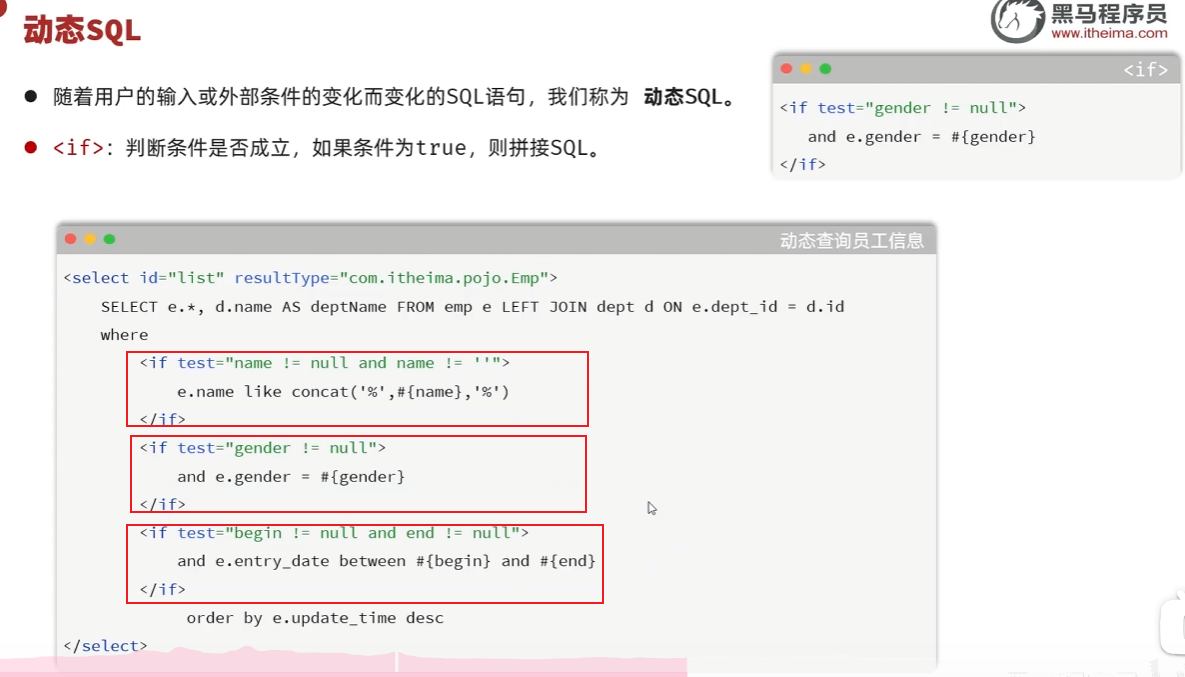 动态SQL
黑马程序员
www.itheima.com
随着用户的输入或外部条件的变化而变化的SQL语句，我们称为 动态SQL。
<if>：判断条件是否成立，如果条件为true，则拼接SQL。
<if>
<if test="gender != null">
and e.gender = #{gender}
</if>
动态查询员工信息
<select id="list" resultType="com.itheima.pojo.Emp">
SELECT e.*, d.name AS deptName FROM emp e LEFT JOIN dept d ON e.dept_id = d.id
where
<if test="name != null and name != ''">
e.name like concat('%',#{name},'%')
</if>
<if test="gender != null">
and e.gender = #{gender}
</if>
<if test="begin != null and end != null">
and e.entry_date between #{begin} and #{end}
</if>
order by e.update_time desc
</select>